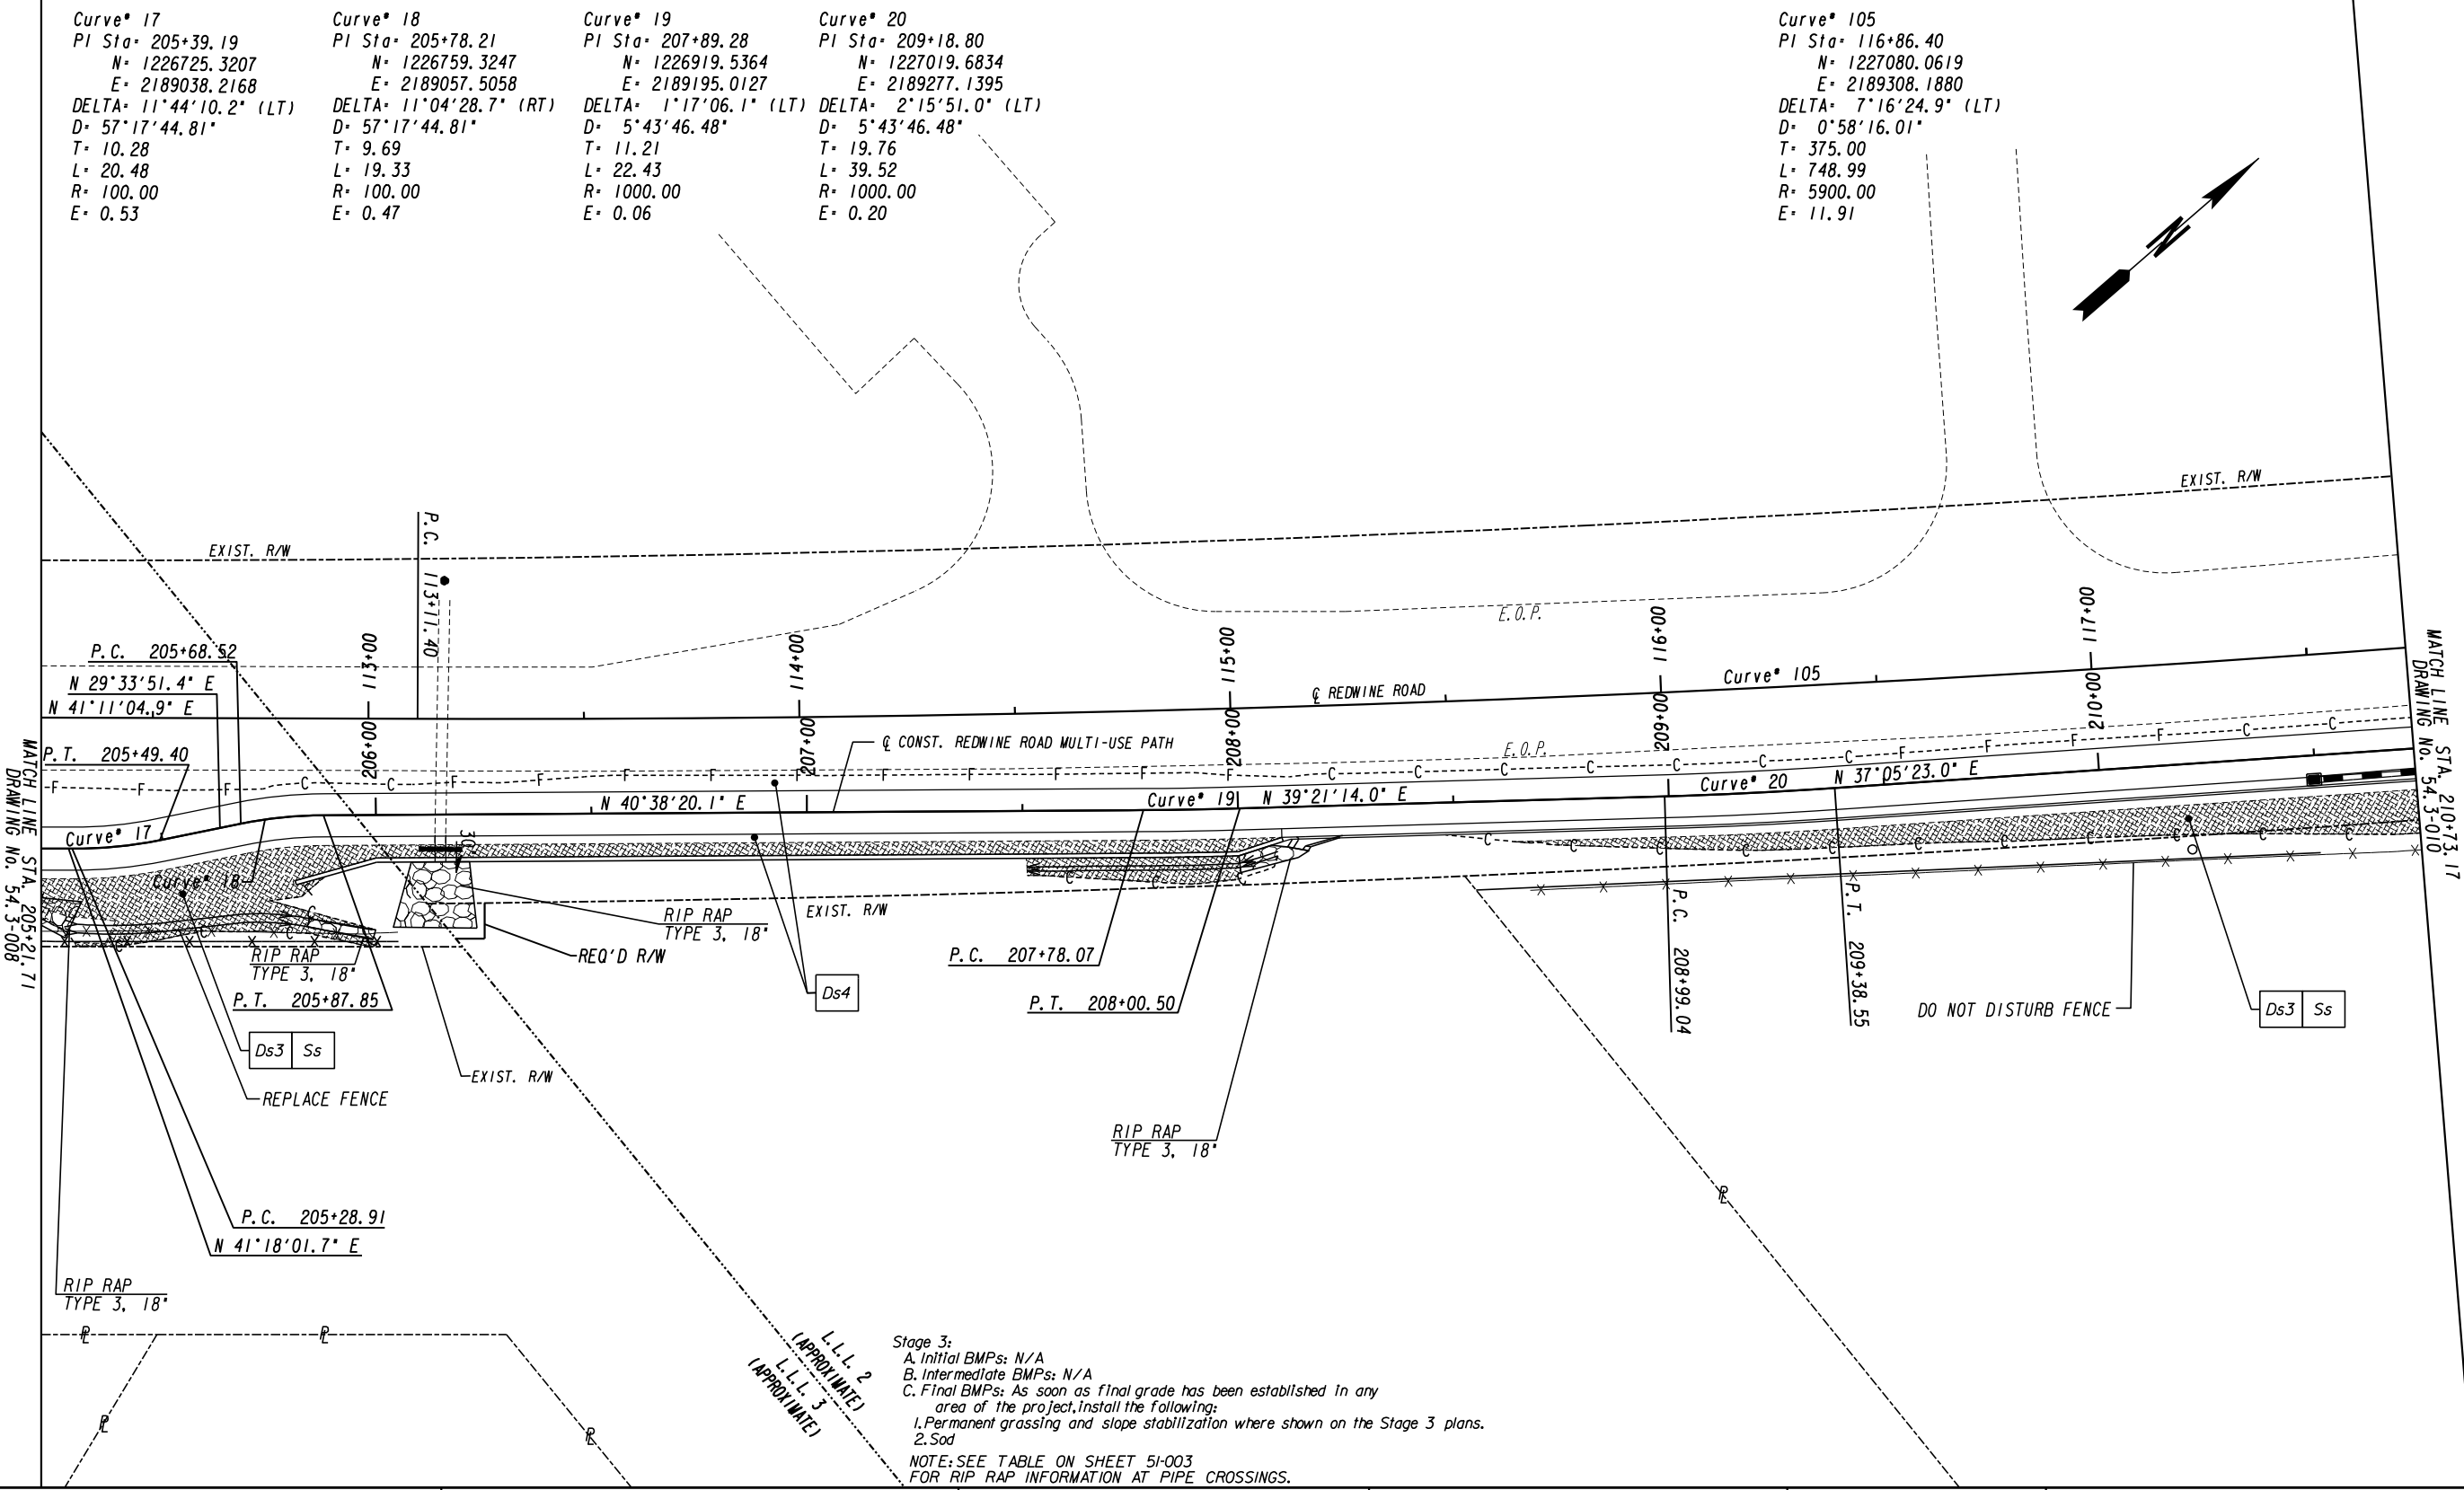 Curve# 17
PI Sta= 205+39.19
N= 1226725.3207
E= 2189038.2168
DELTA= 11°44'10.2" (LT)
D= 57°17'44.81"
T= 10.28
L= 20.48
R= 100.00
E= 0.53
Curve# 18
PI Sta= 205+78.21
N= 1226759.3247
E= 2189057.5058
DELTA= 11°04'28.7" (RT)
D= 57°17'44.81"
T= 9.69
L= 19.33
R= 100.00
E= 0.47
Curve# 19
PI Sta= 207+89.28
N= 1226919.5364
E= 2189195.0127
DELTA= 1°17'06.1" (LT)
D= 5°43'46.48"
T= 11.21
L= 22.43
R= 1000.00
E= 0.06
Curve# 20
PI Sta= 209+18.80
N= 1227019.6834
E= 2189277.1395
DELTA= 2°15'51.0" (LT)
D= 5°43'46.48"
T= 19.76
L= 39.52
R= 1000.00
E= 0.20
Curve# 105
PI Sta= 116+86.40
N= 1227080.0619
E= 2189308.1880
DELTA= 7°16'24.9" (LT)
D= 0°58'16.01"
T= 375.00
L= 748.99
R= 5900.00
E= 11.91
N
EXIST. R/W
EXIST. R/W
P.C. 113+11.40
E.O.P.
P.C. 205+68.52
N 29°33'51.4" E
N 41°11'04.9" E
P.T. 205+49.40
113+00
114+00
115+00
116+00
117+00
℄ REDWINE ROAD
Curve# 105
206+00
207+00
208+00
209+00
210+00
℄ CONST. REDWINE ROAD MULTI-USE PATH
E.O.P.
Curve# 17
N 40°38'20.1" E
Curve# 19
N 39°21'14.0" E
Curve# 20
N 37°05'23.0" E
MATCH LINE STA. 205+21.71
DRAWING No. 54.3-008
MATCH LINE STA. 210+73.17
DRAWING No. 54.3-010
Curve# 18
RIP RAP
TYPE 3, 18"
P.T. 205+87.85
RIP RAP
TYPE 3, 18"
REQ'D R/W
EXIST. R/W
Ds4
P.C. 207+78.07
P.T. 208+00.50
P.C. 208+99.04
P.T. 209+38.55
DO NOT DISTURB FENCE
Ds3 Ss
Ds3 Ss
REPLACE FENCE
EXIST. R/W
RIP RAP
TYPE 3, 18"
P.C. 205+28.91
N 41°18'01.7" E
RIP RAP
TYPE 3, 18"
L.L.L. 2
(APPROXIMATE)
L.L.L. 3
(APPROXIMATE)
Stage 3:
A. Initial BMPs: N/A
B. Intermediate BMPs: N/A
C. Final BMPs: As soon as final grade has been established in any
area of the project, install the following:
1. Permanent grassing and slope stabilization where shown on the Stage 3 plans.
2. Sod
NOTE: SEE TABLE ON SHEET 51-003
FOR RIP RAP INFORMATION AT PIPE CROSSINGS.